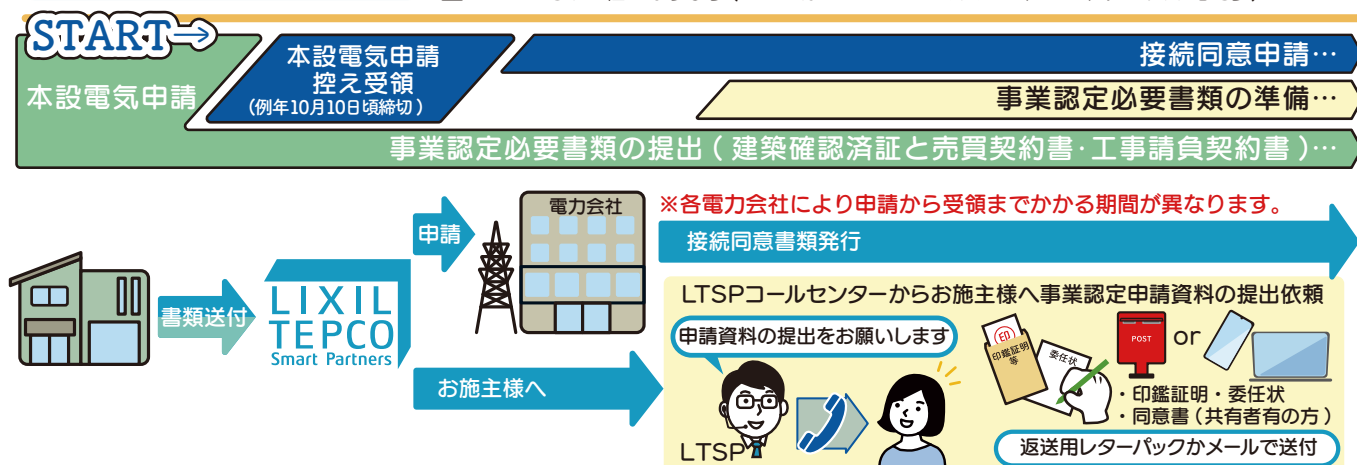 START
本設電気申請
本設電気申請
控え受領
(例年10月10日頃締切)
接続同意申請…
事業認定必要書類の準備…
事業認定必要書類の提出(建築確認済証と売買契約書・工事請負契約書)…
書類送付
LIXIL
TEPCO
Smart Partners
申請
電力会社
※各電力会社により申請から受領までかかる期間が異なります。
接続同意書類発行
お施主様へ
LTSPコールセンターからお施主様へ事業認定申請資料の提出依頼
申請資料の提出をお願いします
LTSP
印鑑証明
等
委任状
POST
or
・印鑑証明・委任状
・同意書(共有者有の方)
返送用レターパックかメールで送付